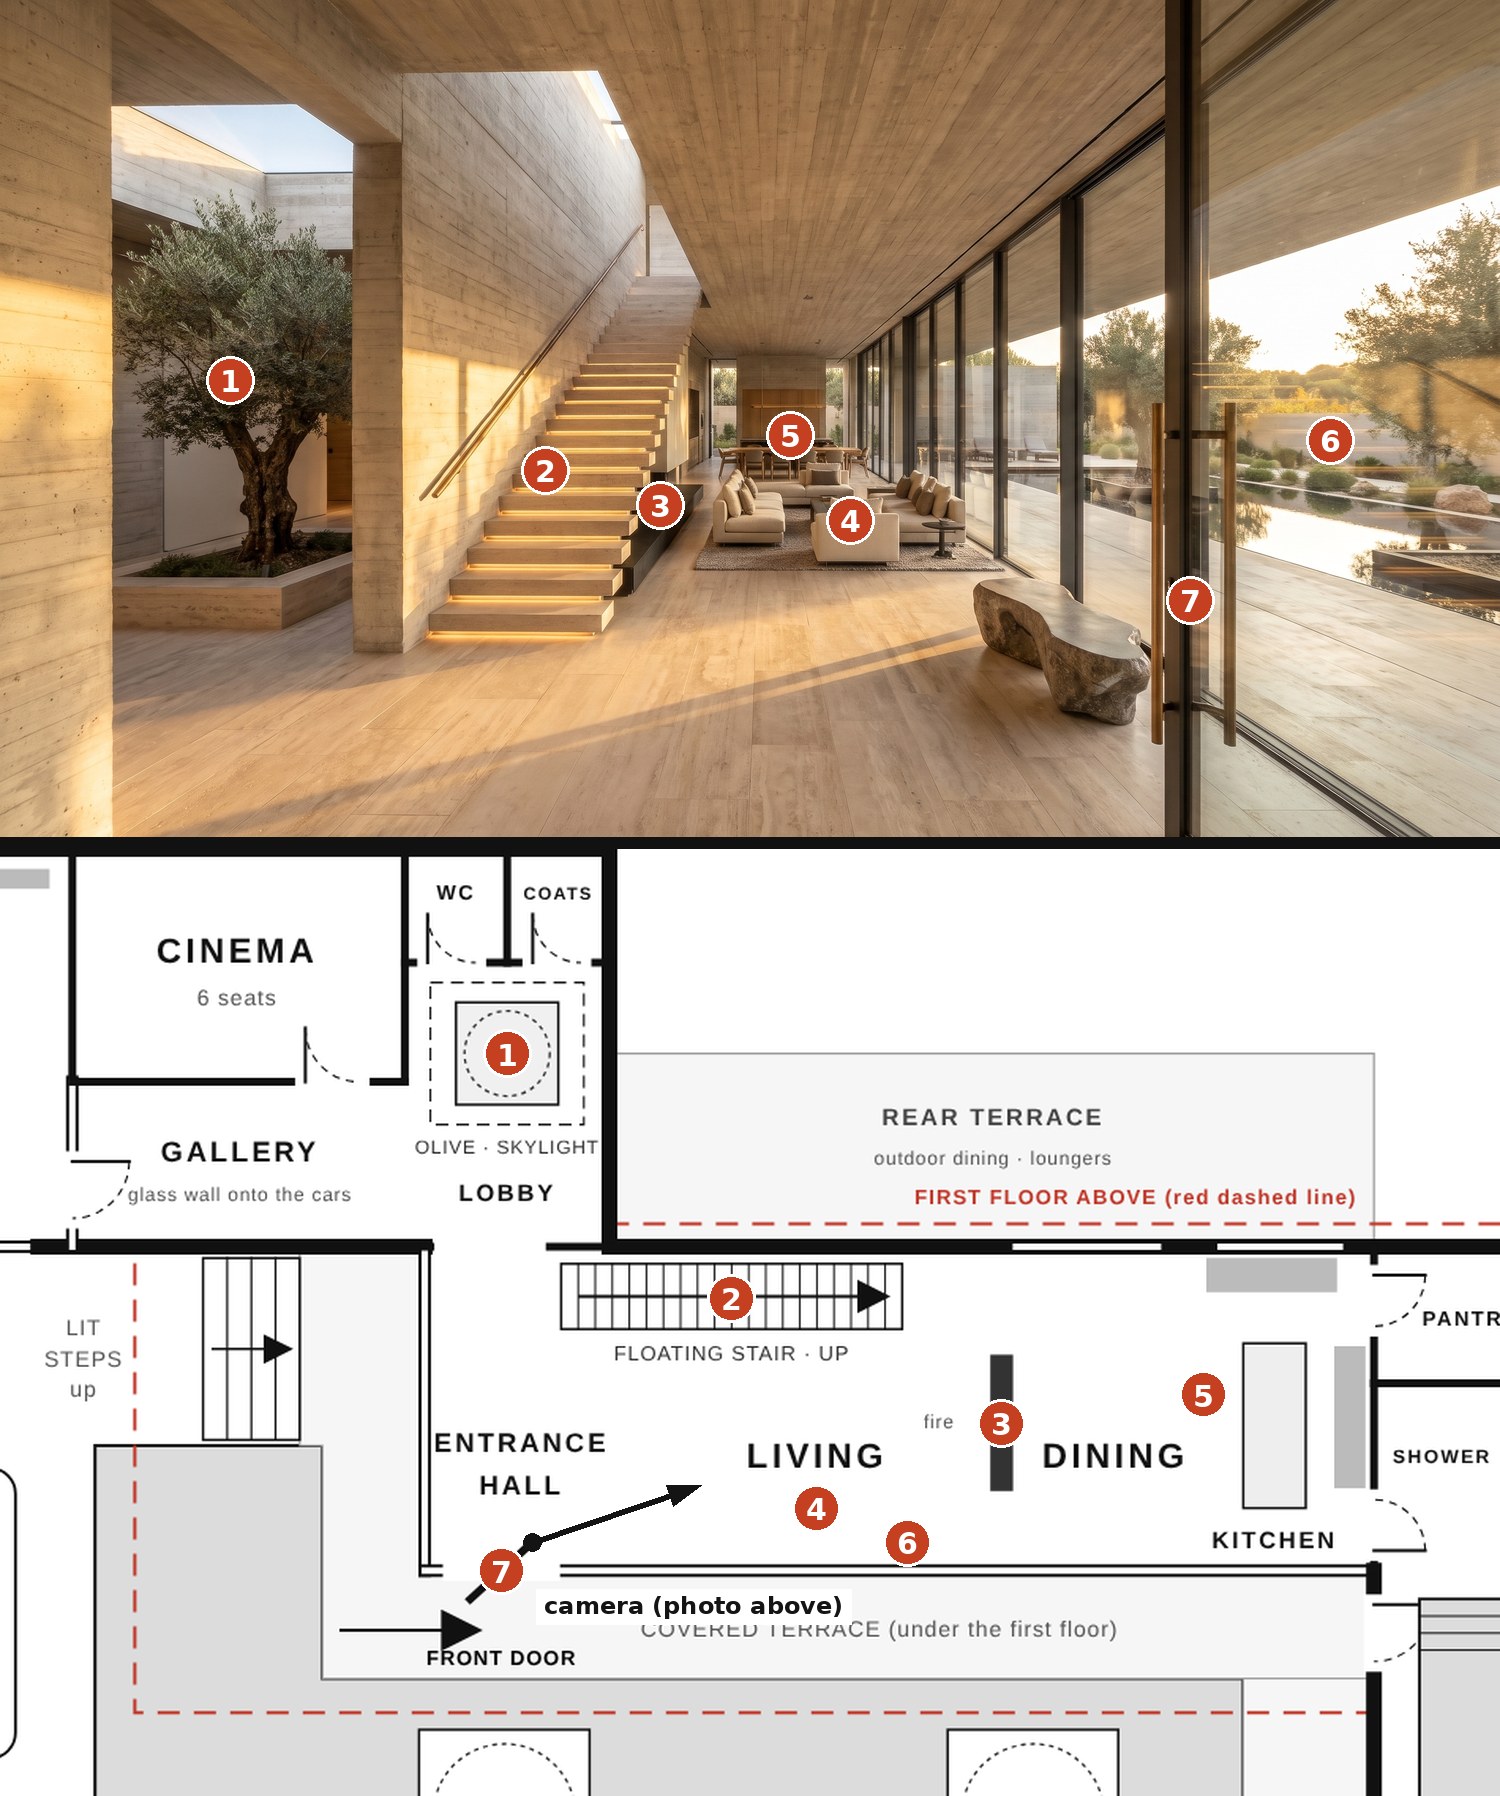 1
2
3
4
5
6
7
WC
COATS
CINEMA
6 seats
1
OLIVE · SKYLIGHT
LOBBY
GALLERY
glass wall onto the cars
REAR TERRACE
outdoor dining · loungers
FIRST FLOOR ABOVE (red dashed line)
LIT
STEPS
up
2
FLOATING STAIR · UP
PANTR
ENTRANCE
HALL
fire
3
LIVING
DINING
5
SHOWER
4
6
KITCHEN
7
camera (photo above)
COVERED TERRACE (under the first floor)
FRONT DOOR